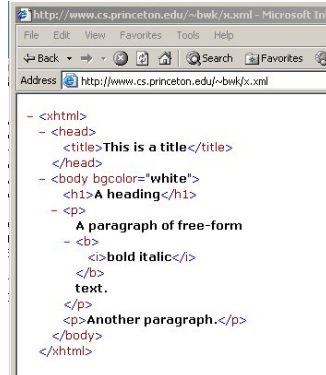 http://www.cs.princeton.edu/~bwk/x.xml - Microsoft In
File Edit View Favorites Tools Help
Back Search Favorites
Address http://www.cs.princeton.edu/~bwk/x.xml
- <xhtml>
- <head>
<title>This is a title</title>
</head>
- <body bgcolor="white">
<h1>A heading</h1>
- <p>
A paragraph of free-form
- <b>
<i>bold italic</i>
</b>
text.
</p>
<p>Another paragraph.</p>
</body>
</xhtml>